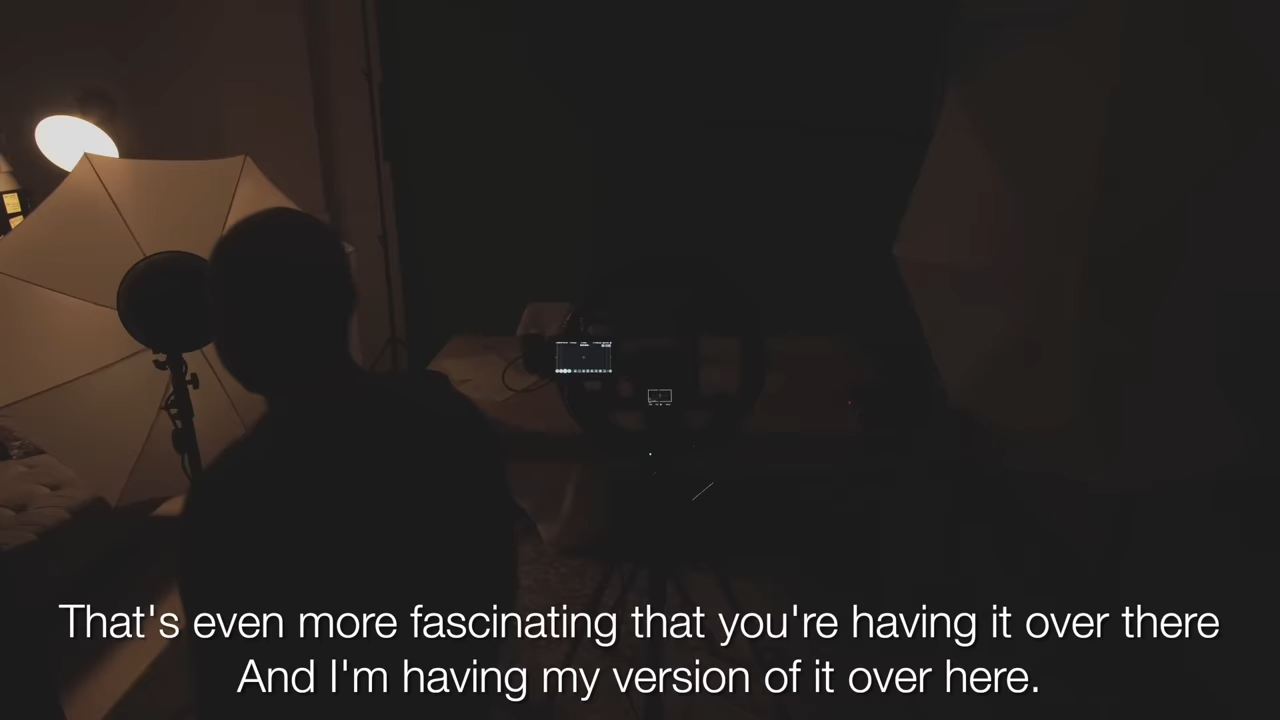 That's even more fascinating that you're having it over there
And I'm having my version of it over here.